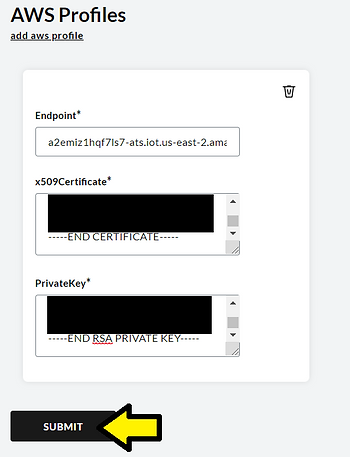 AWS Profiles
add aws profile
Endpoint*
a2emiz1hqf7ls7-ats.iot.us-east-2.ama
x509Certificate*
-----END CERTIFICATE-----
PrivateKey*
-----END RSA PRIVATE KEY-----
SUBMIT